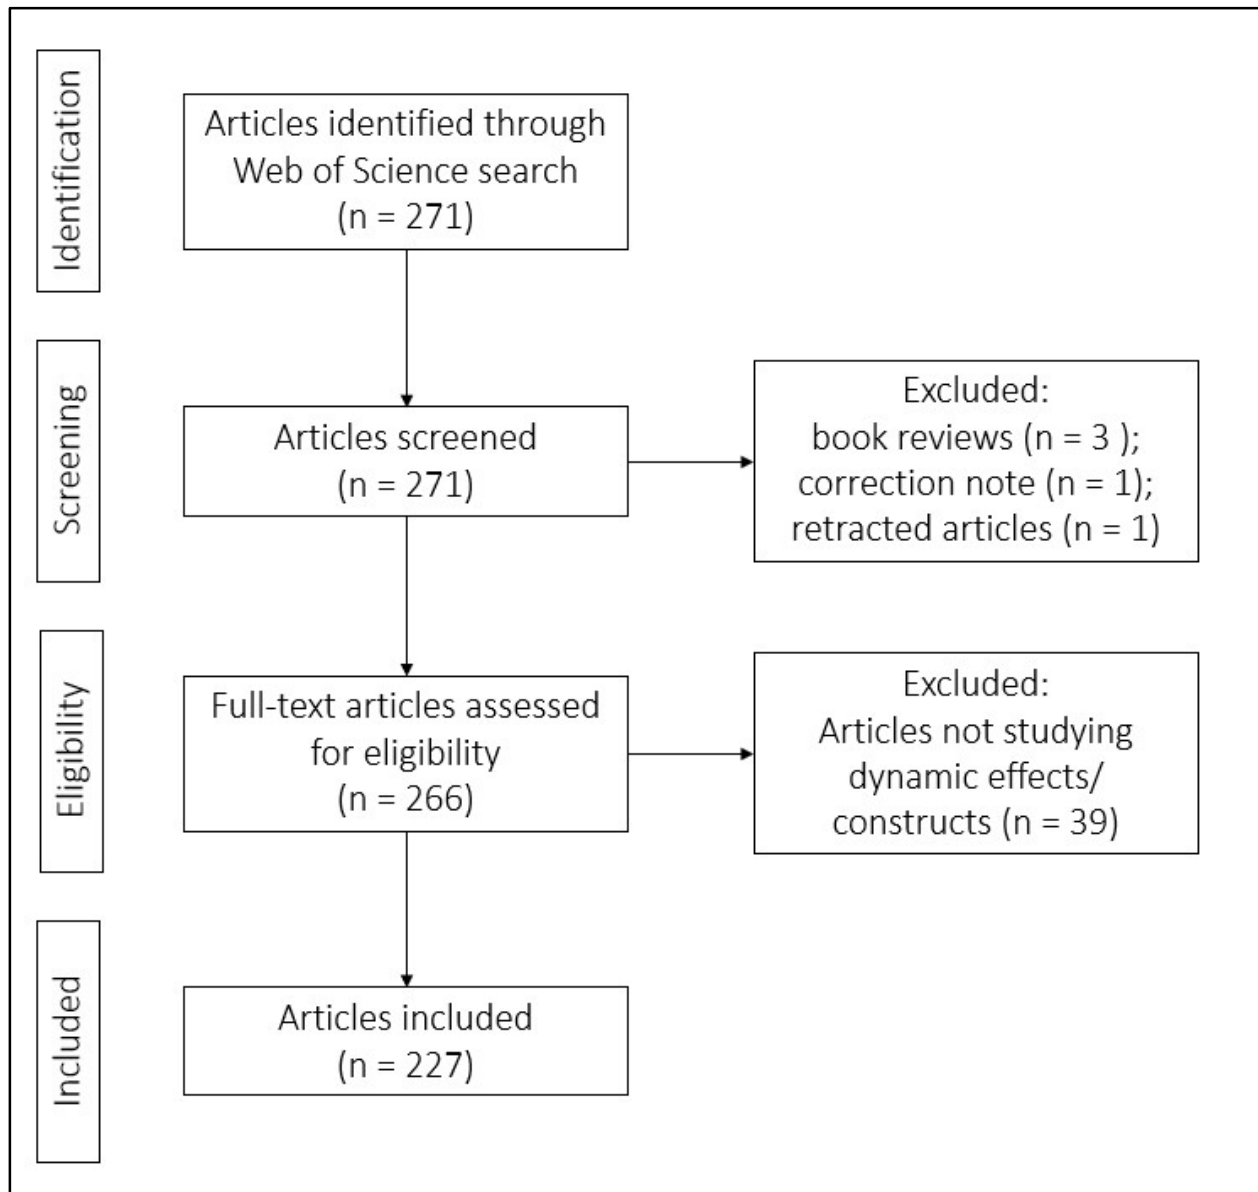 Identification
Articles identified through
Web of Science search
(n = 271)
Screening
Articles screened
(n = 271)
Excluded:
book reviews (n = 3 );
correction note (n = 1);
retracted articles (n = 1)
Eligibility
Full-text articles assessed
for eligibility
(n = 266)
Excluded:
Articles not studying
dynamic effects/
constructs (n = 39)
Included
Articles included
(n = 227)